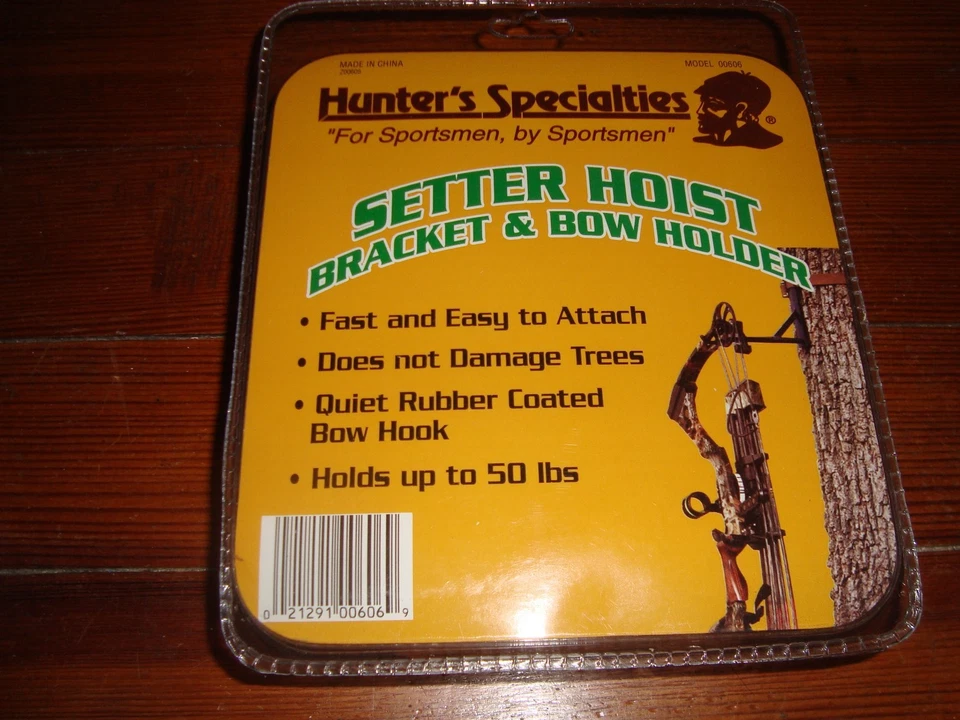 MADE IN CHINA
MODEL 00606
Hunter's Specialties ®
"For Sportsmen, by Sportsmen"
SETTER HOIST
BRACKET & BOW HOLDER
• Fast and Easy to Attach
• Does not Damage Trees
• Quiet Rubber Coated
Bow Hook
• Holds up to 50 lbs
0 21291 00606 9